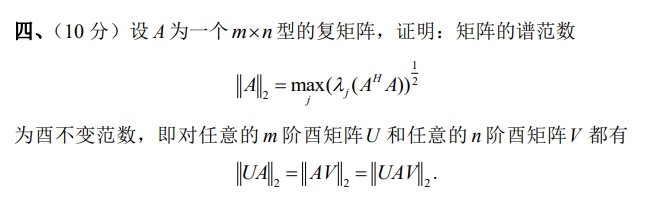 四、（10 分）设 A 为一个 m×n 型的复矩阵，证明：矩阵的谱范数
‖A‖₂ = max_j (λ_j(A^H A))^{1/2}
为酉不变范数，即对任意的 m 阶酉矩阵 U 和任意的 n 阶酉矩阵 V 都有
‖UA‖₂ = ‖AV‖₂ = ‖UAV‖₂.